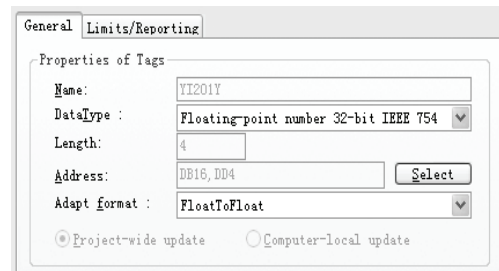 General Limits/Reporting
Properties of Tags
Name: YI201Y
DataType : Floating-point number 32-bit IEEE 754
Length: 4
Address: DB16,DD4 Select
Adapt format : FloatToFloat
Project-wide update Computer-local update